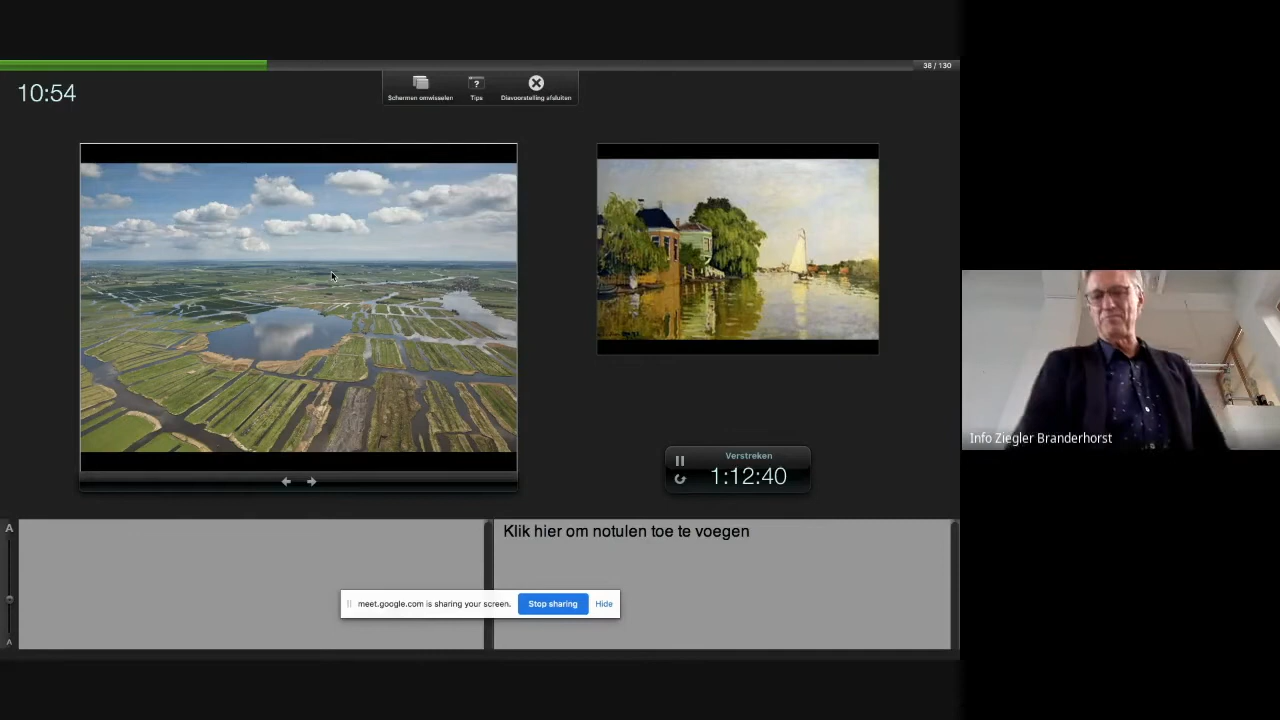 38 / 130
10:54
Schermen omwisselen
Tips
Diavoorstelling afsluiten
Verstreken
1:12:40
Info Ziegler Branderhorst
A
Klik hier om notulen toe te voegen
meet.google.com is sharing your screen.
Stop sharing
Hide
A